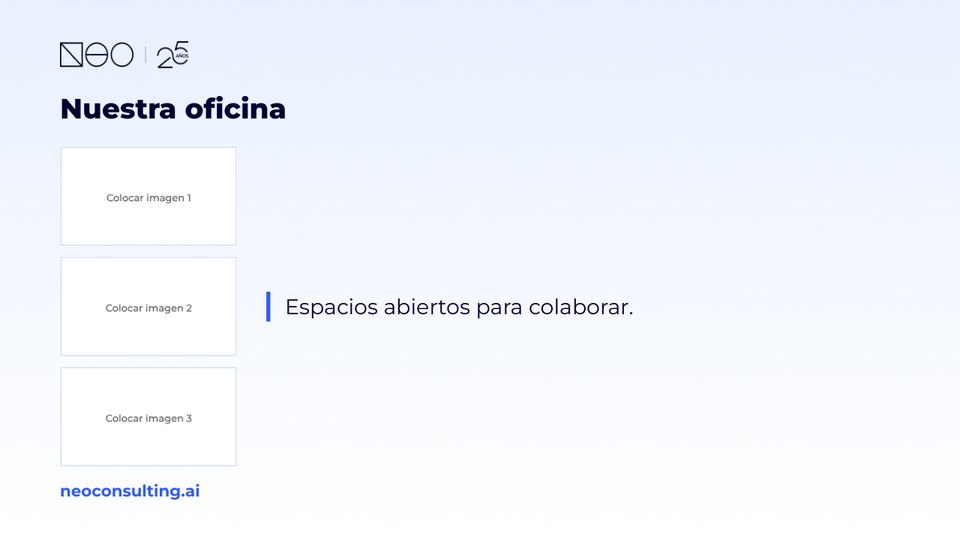 NEO | 25 AÑOS
Nuestra oficina
Colocar imagen 1
Colocar imagen 2
Espacios abiertos para colaborar.
Colocar imagen 3
neoconsulting.ai